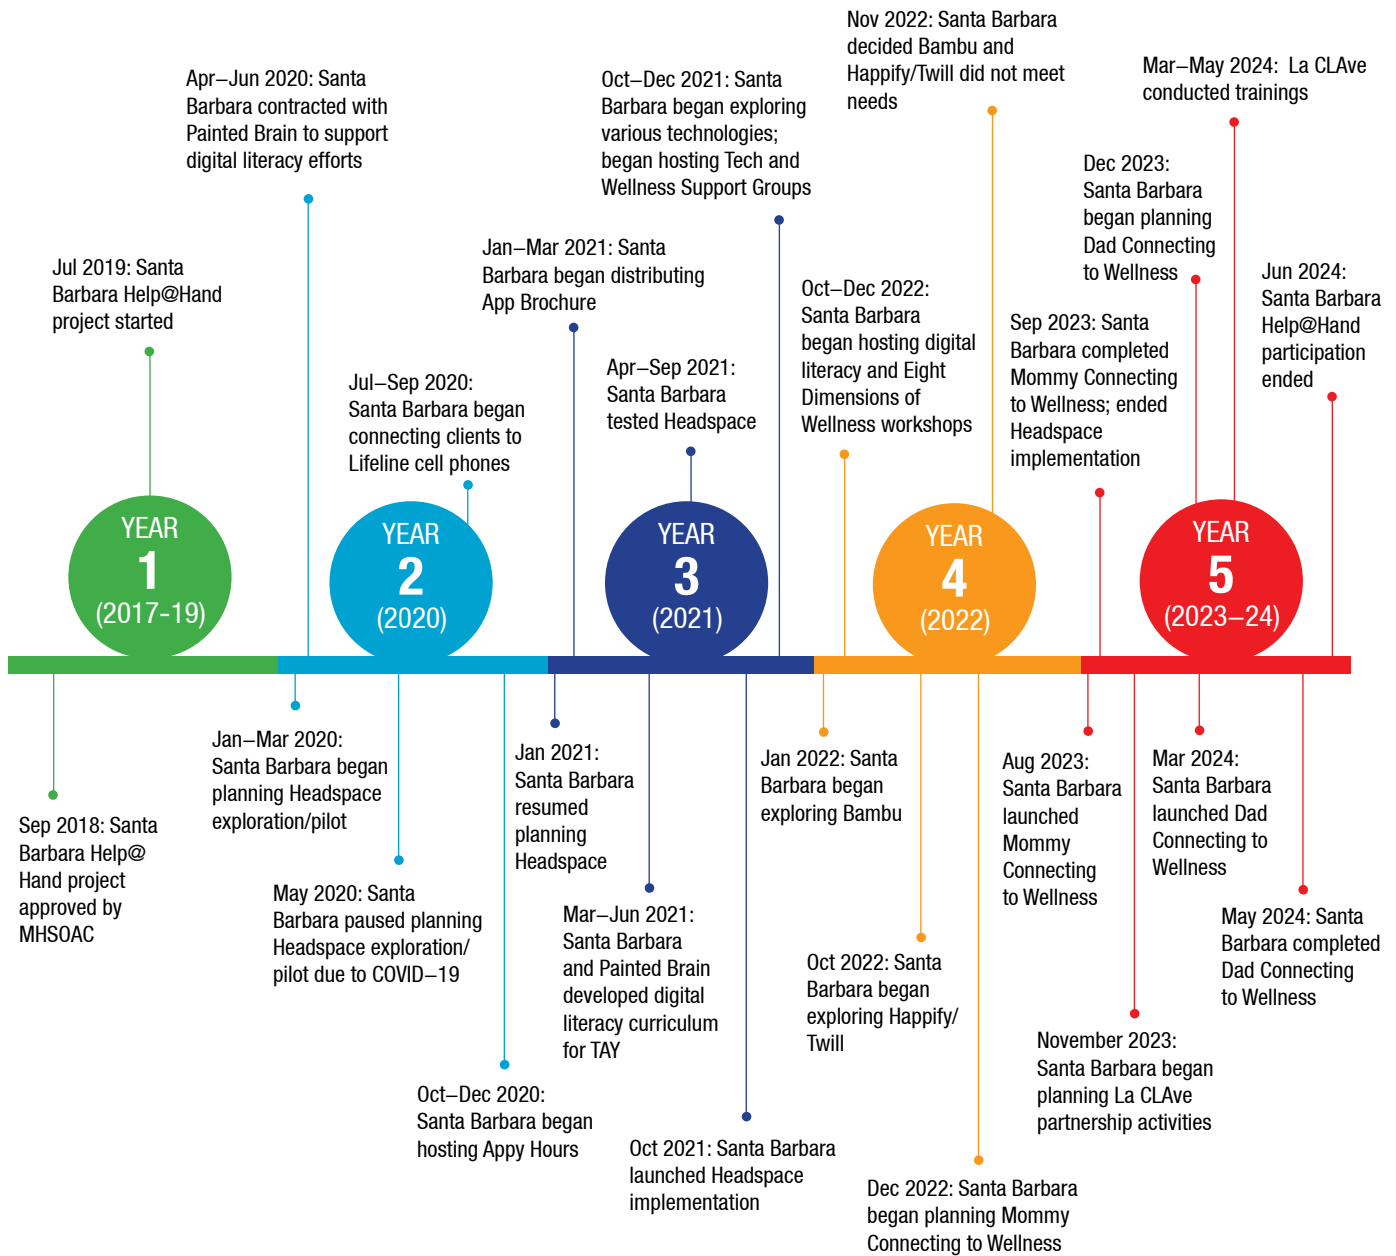 Jul 2019: Santa
Barbara Help@Hand
project started
Apr–Jun 2020: Santa
Barbara contracted with
Painted Brain to support
digital literacy efforts
Jul–Sep 2020:
Santa Barbara began
connecting clients to
Lifeline cell phones
Jan–Mar 2021: Santa
Barbara began distributing
App Brochure
Apr–Sep 2021:
Santa Barbara
tested Headspace
Oct–Dec 2021: Santa
Barbara began exploring
various technologies;
began hosting Tech and
Wellness Support Groups
Oct–Dec 2022:
Santa Barbara
began hosting digital
literacy and Eight
Dimensions of
Wellness workshops
Nov 2022: Santa Barbara
decided Bambu and
Happify/Twill did not meet
needs
Sep 2023: Santa
Barbara completed
Mommy Connecting
to Wellness; ended
Headspace
implementation
Dec 2023:
Santa Barbara
began planning
Dad Connecting
to Wellness
Mar–May 2024:  La CLAve
conducted trainings
Jun 2024:
Santa Barbara
Help@Hand
participation
ended
YEAR
1
(2017-19)
YEAR
2
(2020)
YEAR
3
(2021)
YEAR
4
(2022)
YEAR
5
(2023–24)
Sep 2018: Santa
Barbara Help@
Hand project
approved by
MHSOAC
Jan–Mar 2020:
Santa Barbara began
planning Headspace
exploration/pilot
May 2020: Santa
Barbara paused planning
Headspace exploration/
pilot due to COVID–19
Oct–Dec 2020:
Santa Barbara began
hosting Appy Hours
Jan 2021:
Santa Barbara
resumed
planning
Headspace
Mar–Jun 2021:
Santa Barbara
and Painted Brain
developed digital
literacy curriculum
for TAY
Oct 2021: Santa Barbara
launched Headspace
implementation
Jan 2022: Santa
Barbara began
exploring Bambu
Oct 2022: Santa
Barbara began
exploring Happify/
Twill
Dec 2022: Santa Barbara
began planning Mommy
Connecting to Wellness
Aug 2023:
Santa Barbara
launched
Mommy
Connecting
to Wellness
November 2023:
Santa Barbara began
planning La CLAve
partnership activities
Mar 2024:
Santa Barbara
launched Dad
Connecting to
Wellness
May 2024: Santa
Barbara completed
Dad Connecting
to Wellness